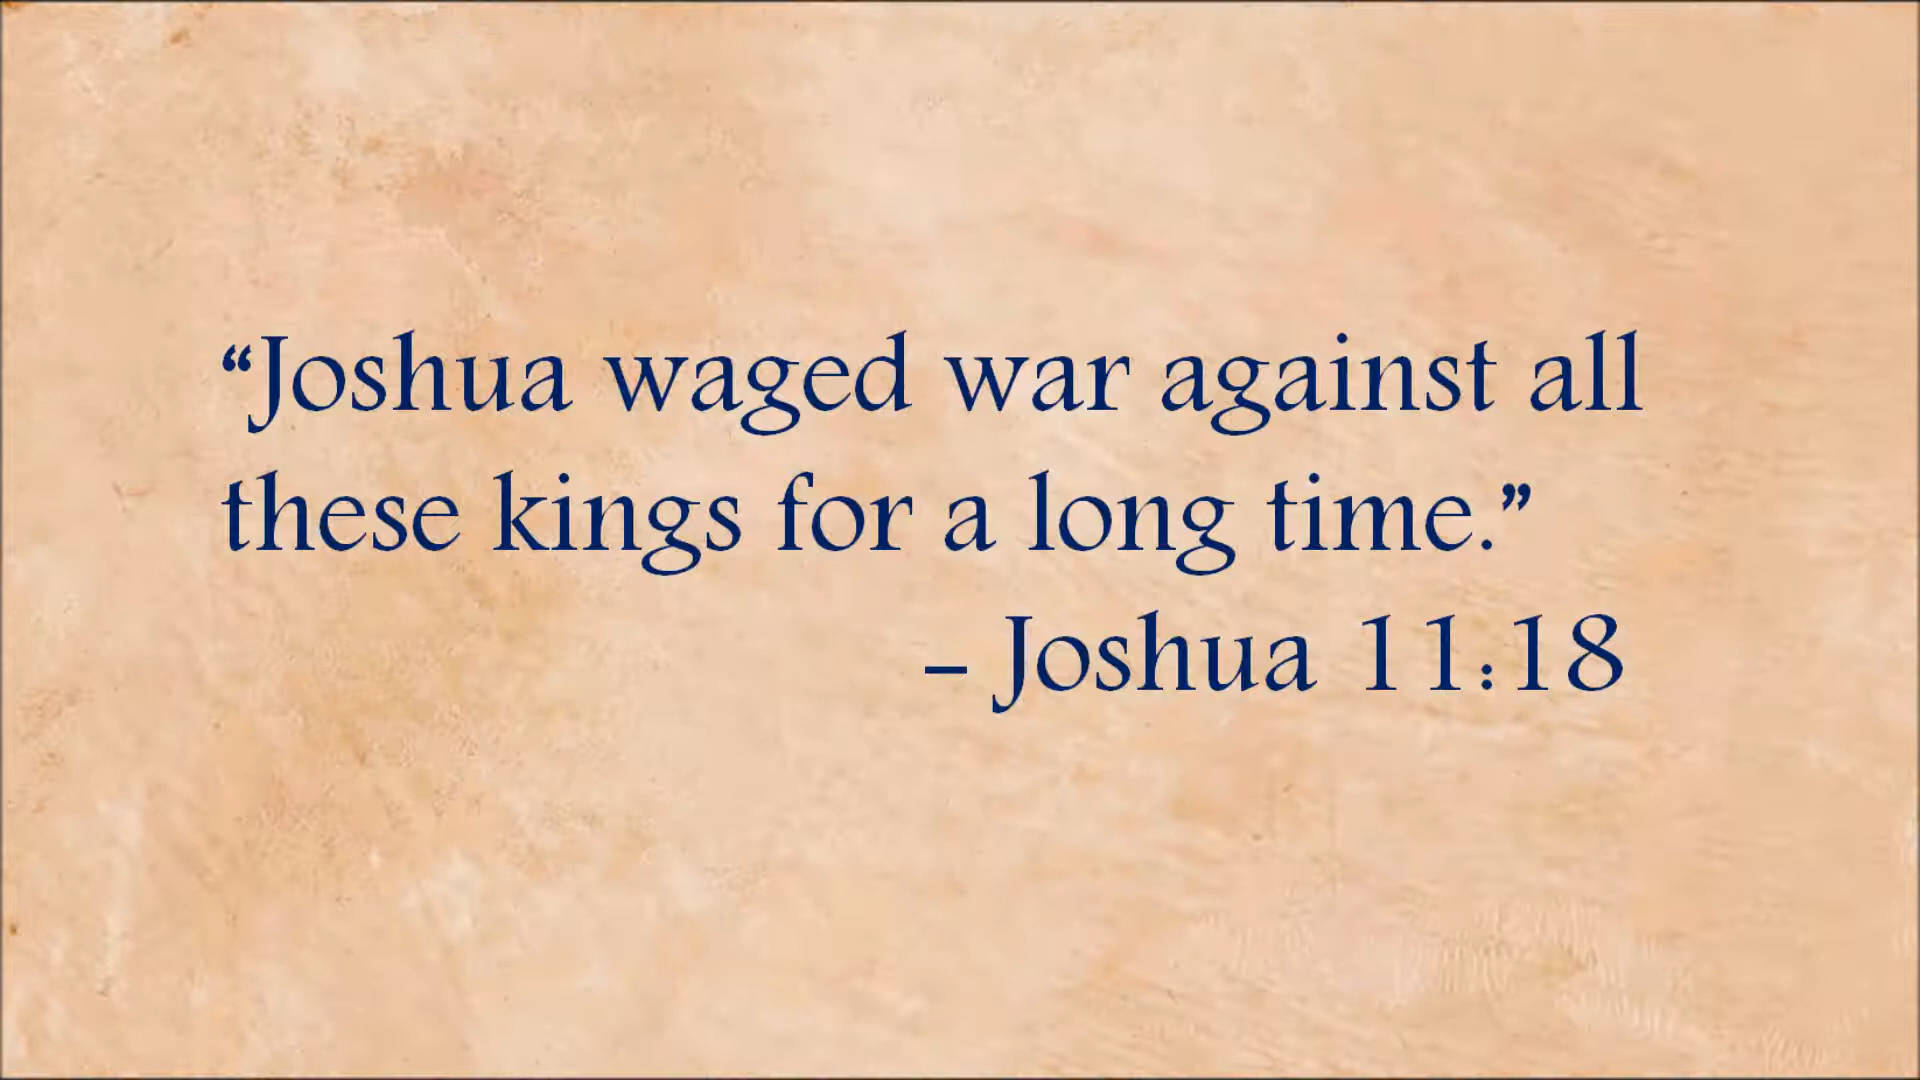 “Joshua waged war against all
these kings for a long time.”
– Joshua 11:18